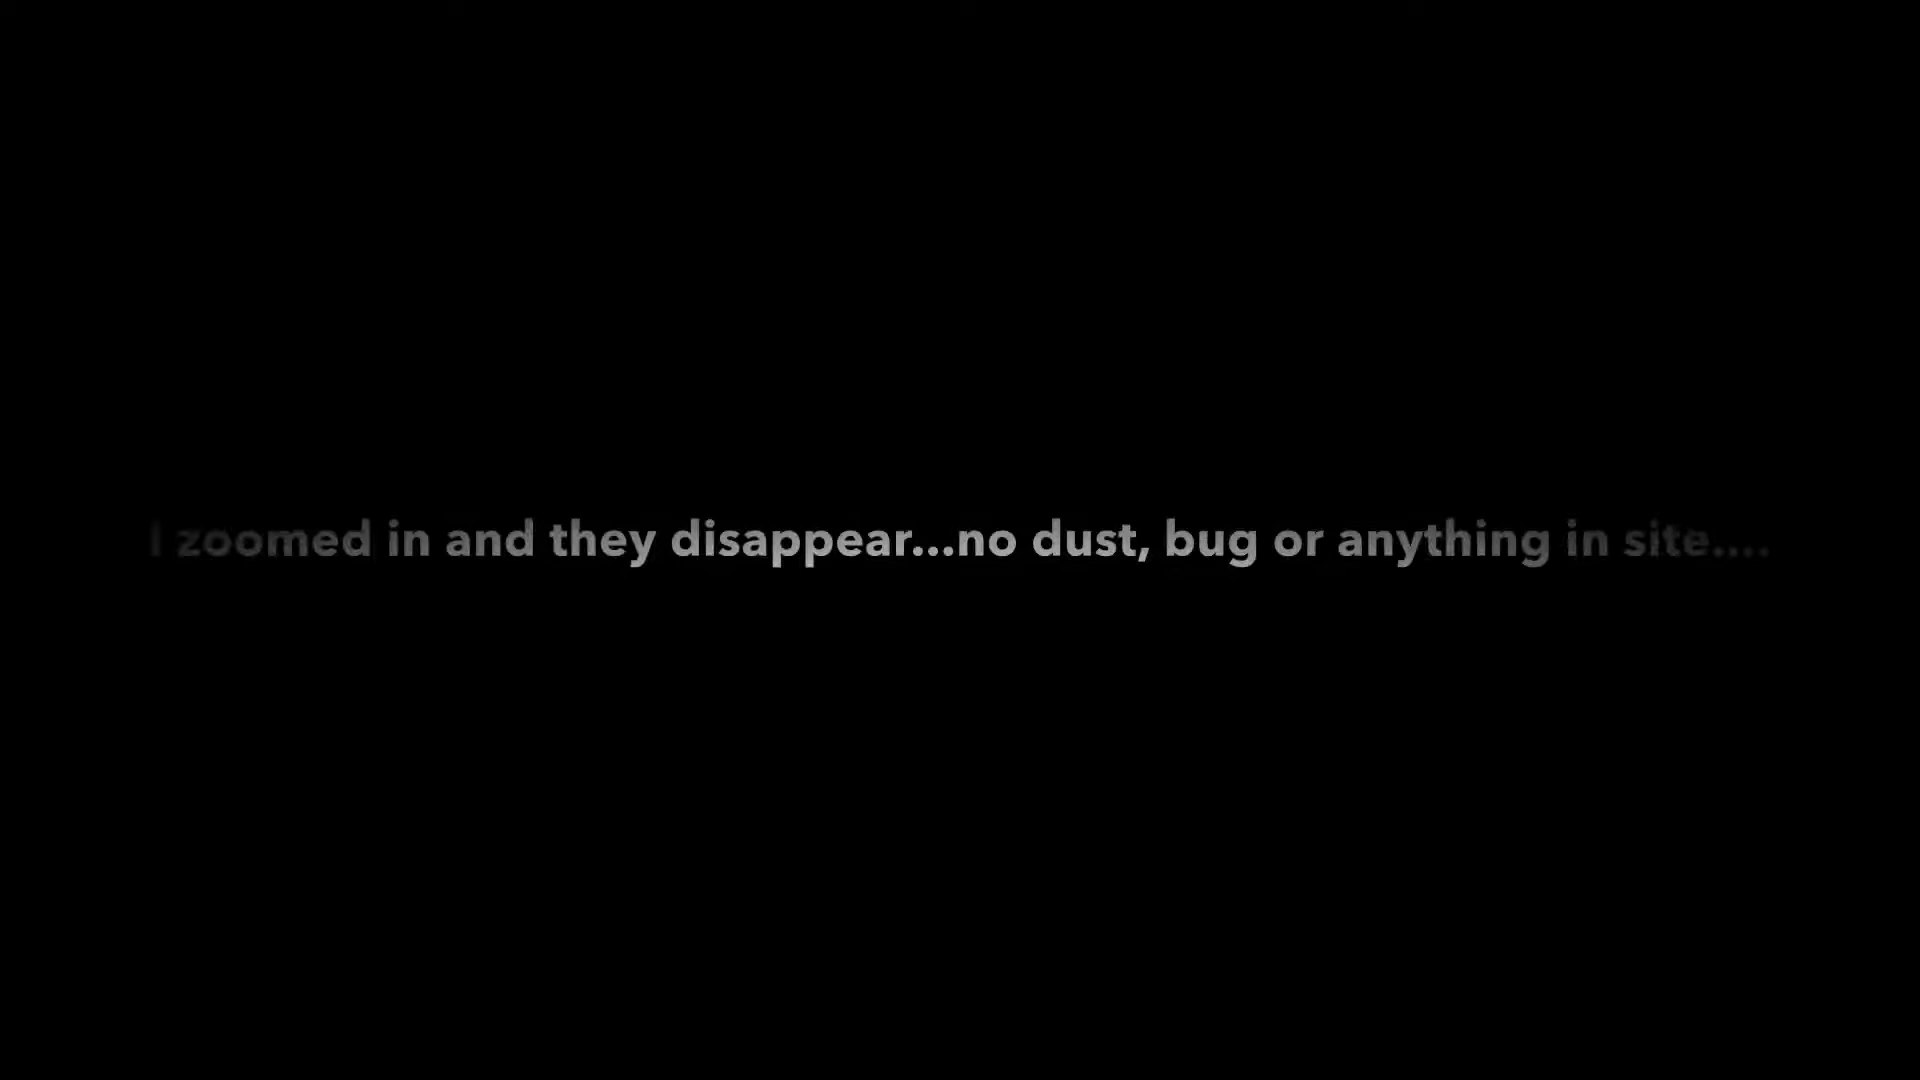 I zoomed in and they disappear...no dust, bug or anything in site....